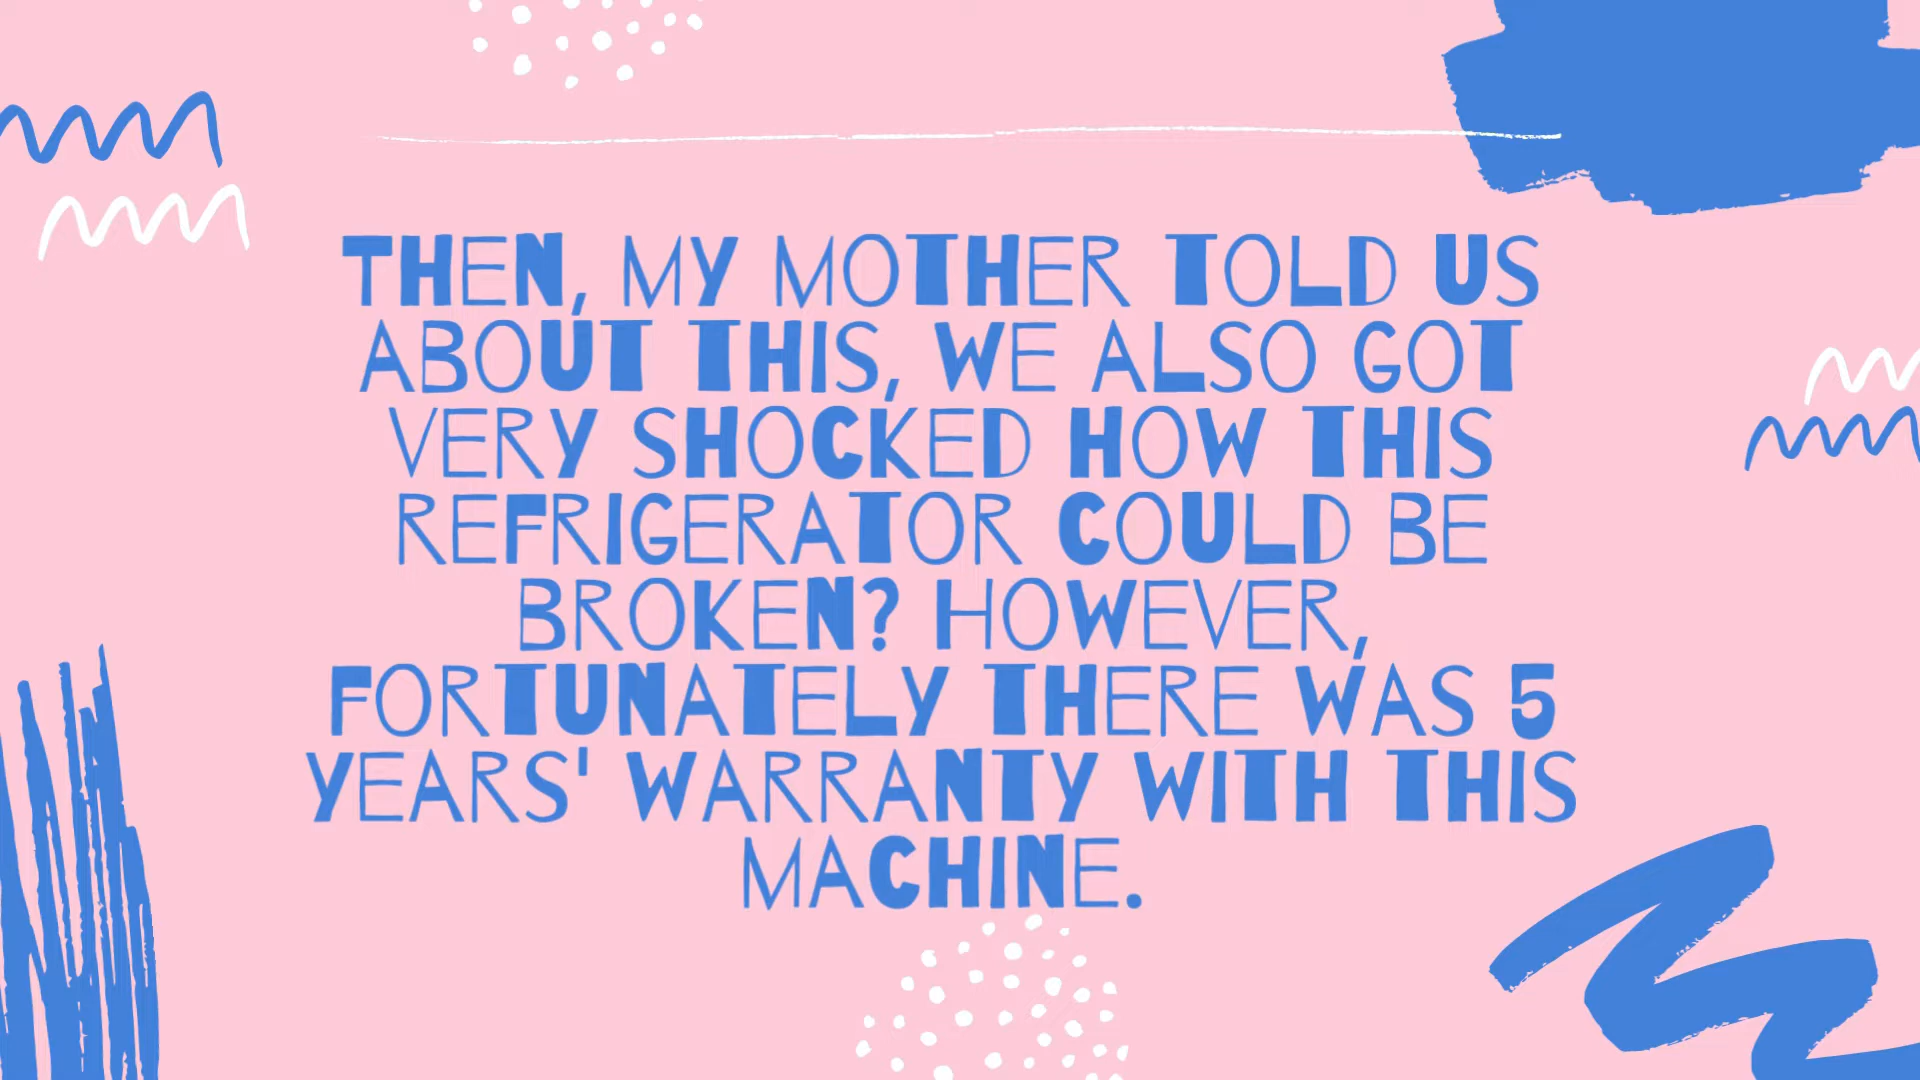 THEN, MY MOTHER TOLD US
ABOUT THIS, WE ALSO GOT
VERY SHOCKED HOW THIS
REFRIGERATOR COULD BE
BROKEN? HOWEVER,
FORTUNATELY THERE WAS 5
YEARS' WARRANTY WITH THIS
MACHINE.